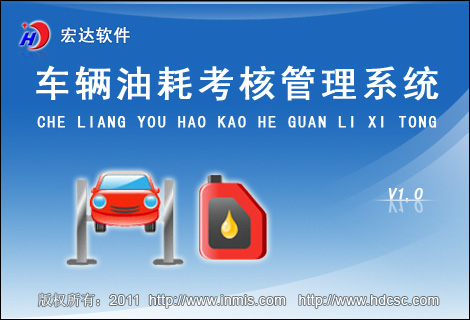 宏达软件
车辆油耗考核管理系统
CHE LIANG YOU HAO KAO HE GUAN LI XI TONG
V1.0
版权所有：2011 http://www.inmis.com http://www.hdesc.com